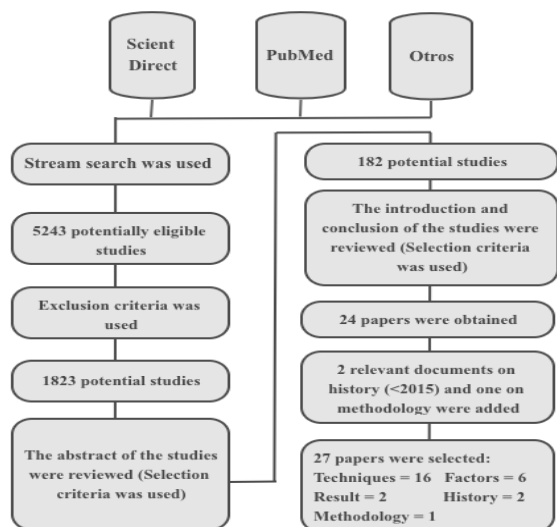 Scient
Direct
PubMed
Otros
Stream search was used
5243 potentially eligible
studies
Exclusion criteria was
used
1823 potential studies
The abstract of the studies
were reviewed (Selection
criteria was used)
182 potential studies
The introduction and
conclusion of the studies were
reviewed (Selection criteria
was used)
24 papers were obtained
2 relevant documents on
history (<2015) and one on
methodology were added
27 papers were selected:
Techniques = 16 Factors = 6
Result = 2 History = 2
Methodology = 1